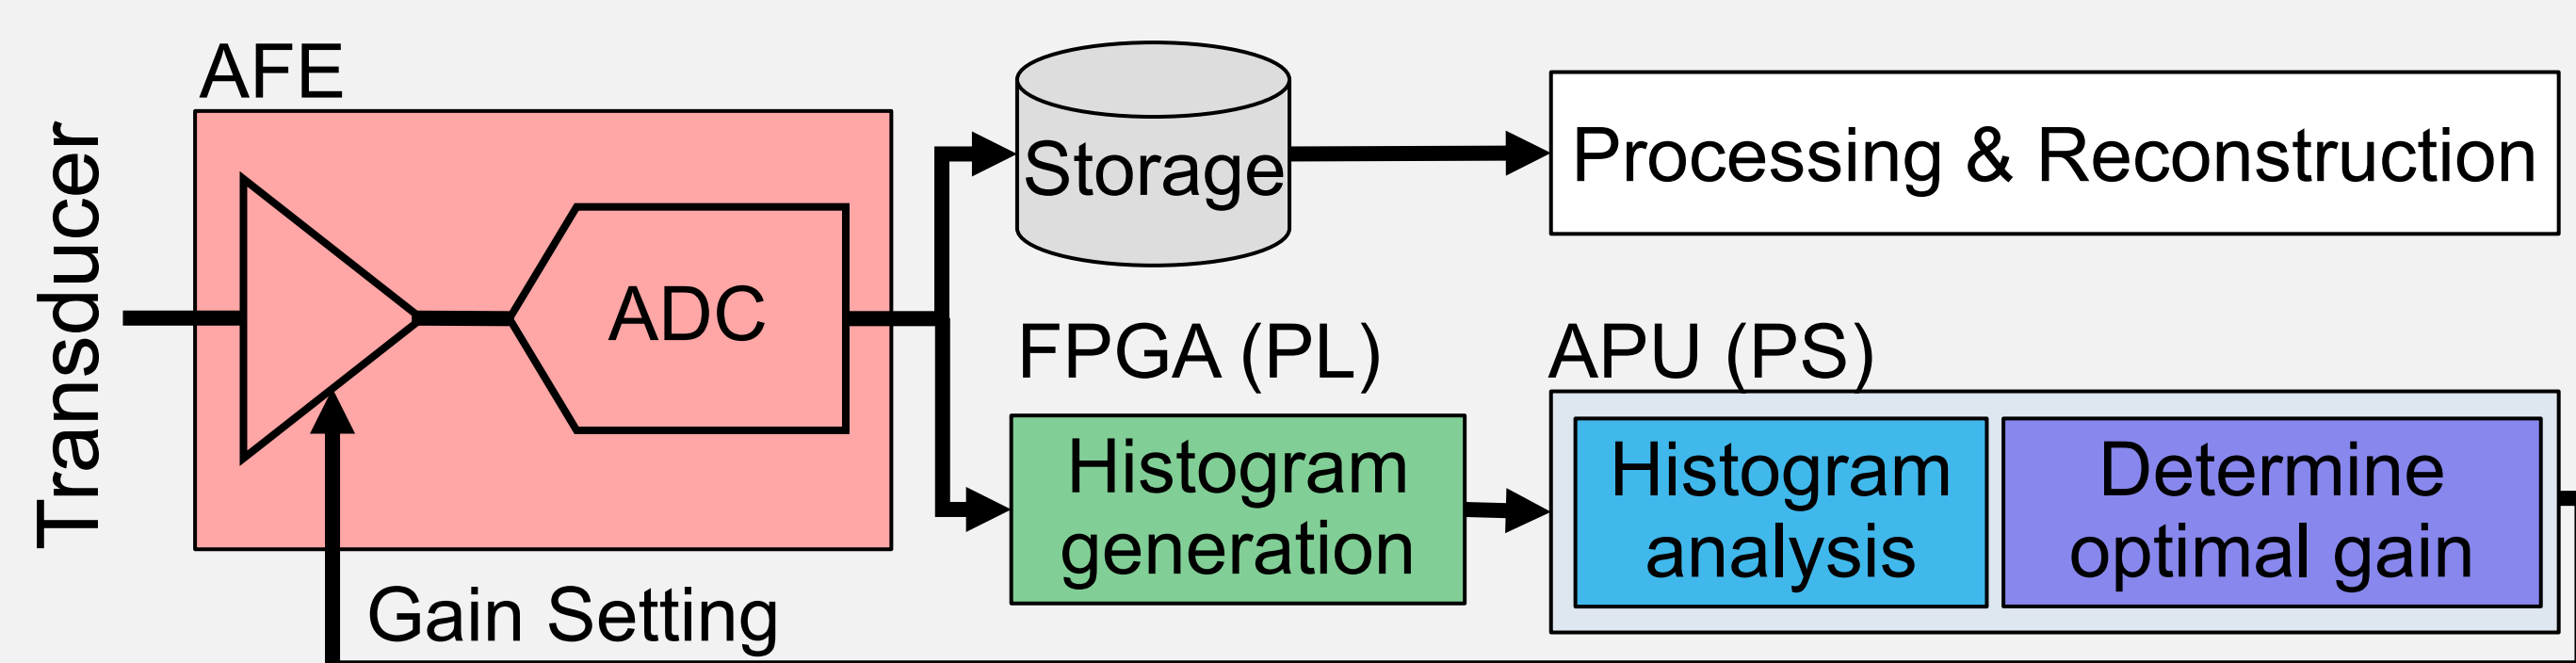 Transducer
AFE
ADC
Gain Setting
Storage
Processing & Reconstruction
FPGA (PL)
Histogram
generation
APU (PS)
Histogram
analysis
Determine
optimal gain